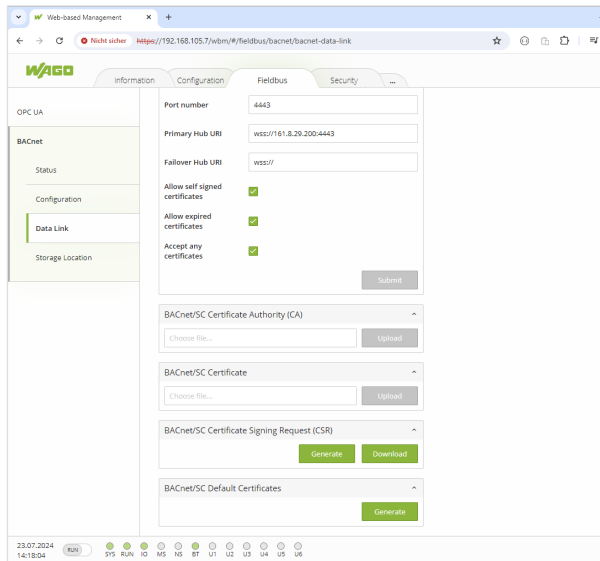 Web-based Management
Nicht sicher https://192.168.105.7/wbm/#/fieldbus/bacnet/bacnet-data-link
WAGO
Information Configuration Fieldbus Security ...
OPC UA
BACnet
Status
Configuration
Data Link
Storage Location
Port number 4443
Primary Hub URI wss://161.8.29.200:4443
Failover Hub URI wss://
Allow self signed
certificates
Allow expired
certificates
Accept any
certificates
Submit
BACnet/SC Certificate Authority (CA)
Choose file... Upload
BACnet/SC Certificate
Choose file... Upload
BACnet/SC Certificate Signing Request (CSR)
Generate Download
BACnet/SC Default Certificates
Generate
23.07.2024
14:18:04
RUN
SYS RUN IO MS NS BT U1 U2 U3 U4 U5 U6